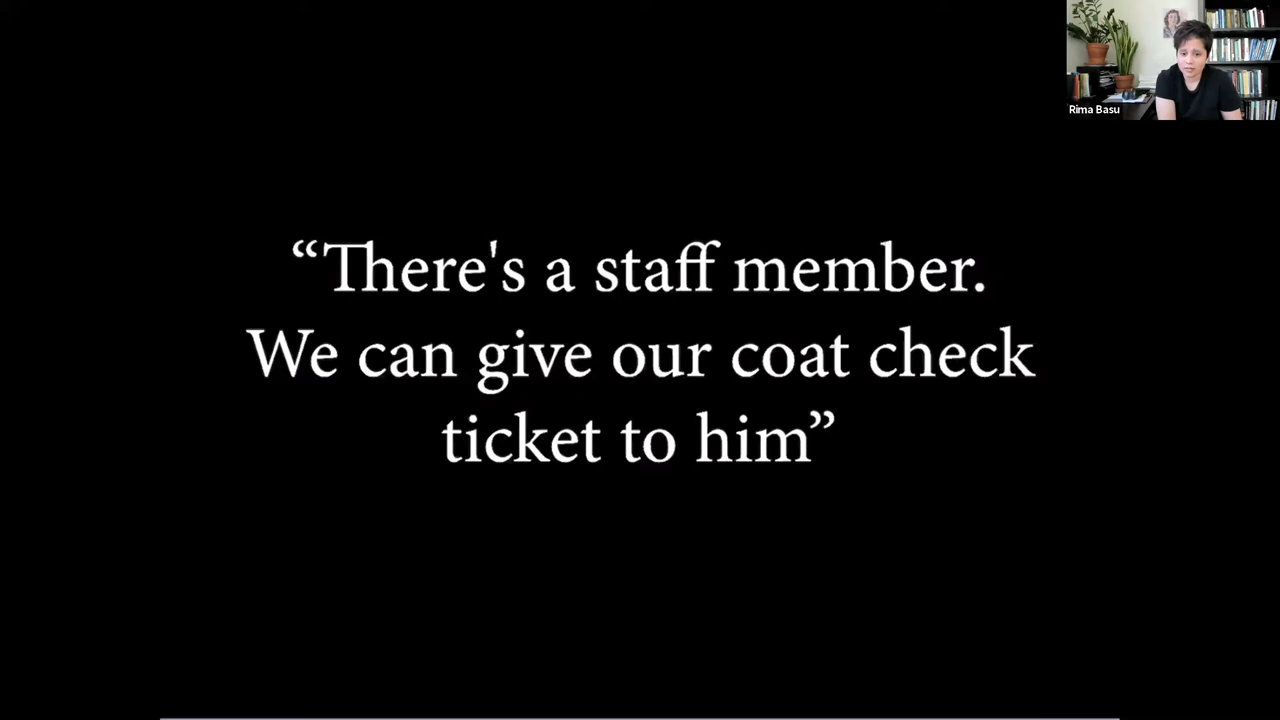 Rima Basu
“There's a staff member.
We can give our coat check
ticket to him”